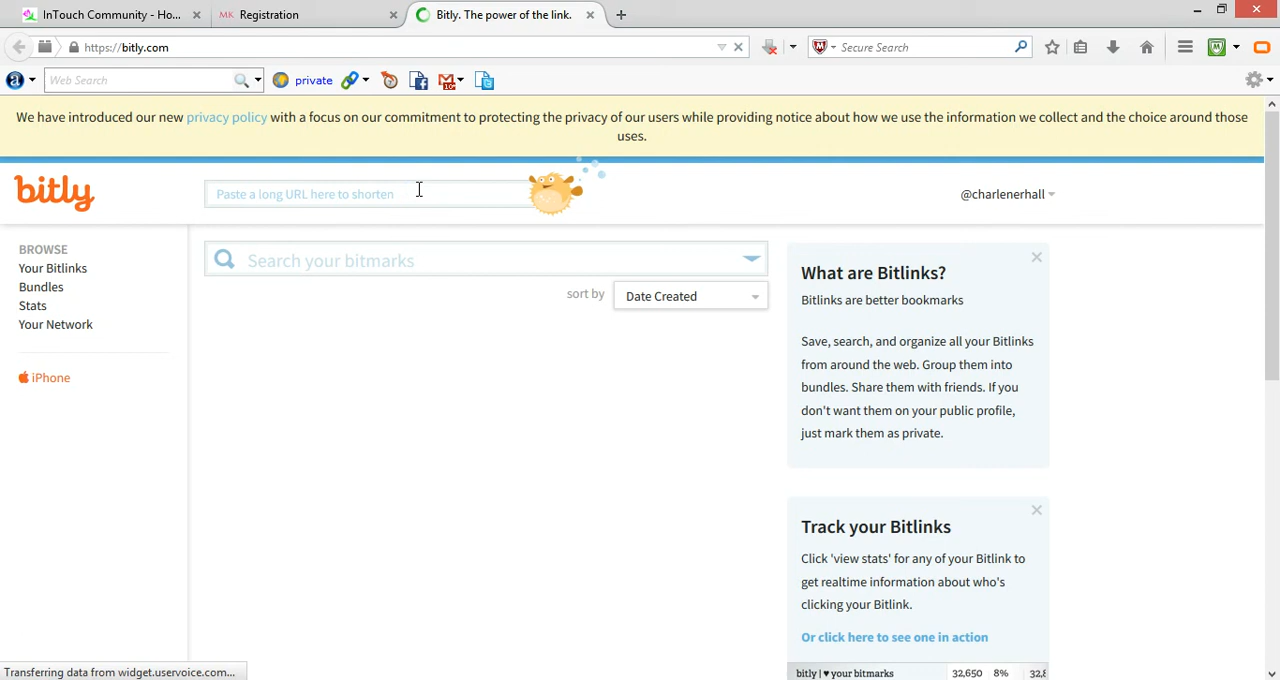 InTouch Community - Ho...
MK Registration
Bitly. The power of the link.
https://bitly.com
Secure Search
Web Search
private
We have introduced our new privacy policy with a focus on our commitment to protecting the privacy of our users while providing notice about how we use the information we collect and the choice around those
uses.
bitly
Paste a long URL here to shorten
@charlenerhall
BROWSE
Your Bitlinks
Bundles
Stats
Your Network
iPhone
Search your bitmarks
sort by Date Created
What are Bitlinks?
Bitlinks are better bookmarks
Save, search, and organize all your Bitlinks
from around the web. Group them into
bundles. Share them with friends. If you
don't want them on your public profile,
just mark them as private.
Track your Bitlinks
Click 'view stats' for any of your Bitlink to
get realtime information about who's
clicking your Bitlink.
Or click here to see one in action
bitly | ♥ your bitmarks 32,650 8%
Transferring data from widget.uservoice.com...